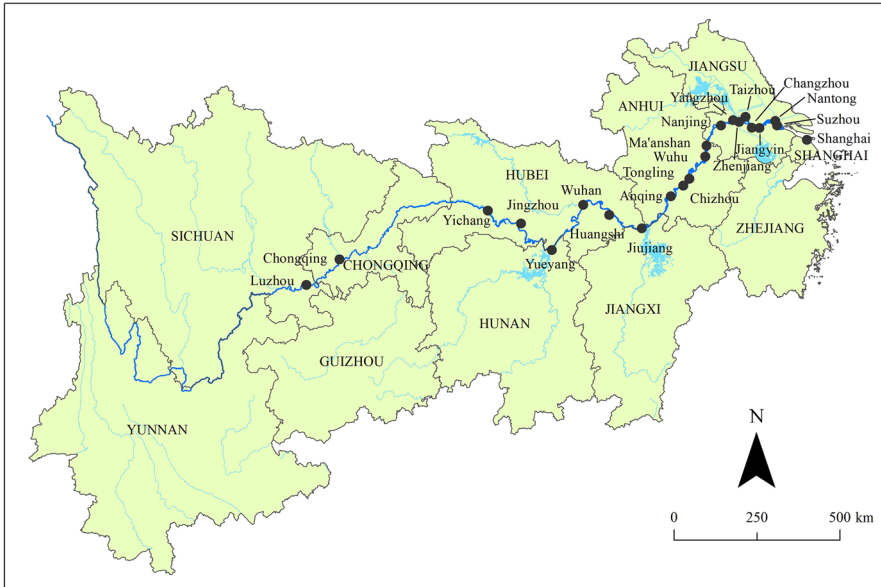 JIANGSU
Changzhou
Taizhou
Nantong
Yangzhou
ANHUI
Suzhou
Nanjing
Shanghai
Ma'anshan
Jiangyin
SHANGHAI
Wuhu
Zhenjiang
HUBEI
Tongling
Wuhan
Jingzhou
Anqing
Chizhou
Yichang
Huangshi
ZHEJIANG
SICHUAN
Jiujiang
Chongqing
CHONGQING
Yueyang
Luzhou
JIANGXI
HUNAN
GUIZHOU
YUNNAN
N
0 250 500 km